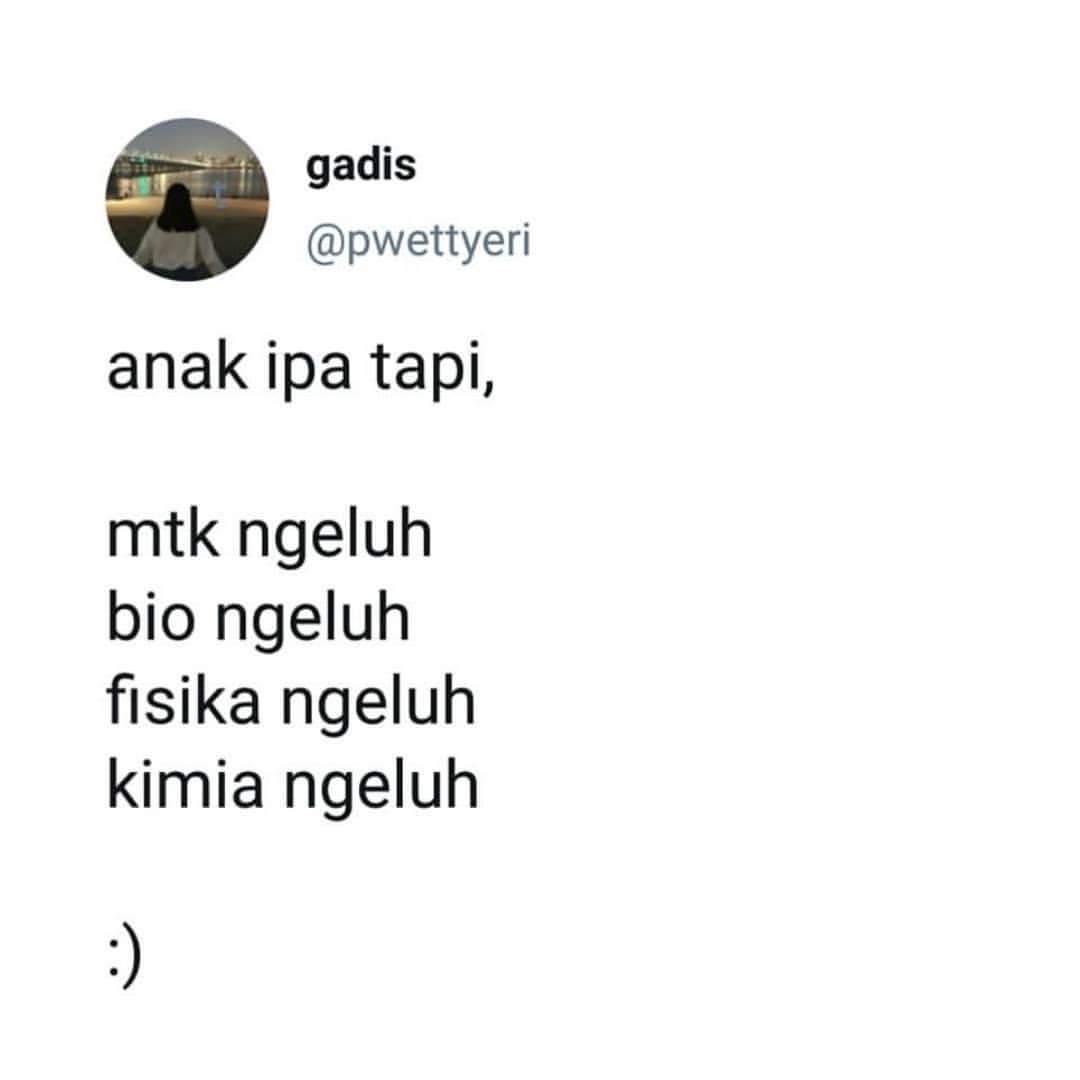 gadis
@pwettyeri
anak ipa tapi,
mtk ngeluh
bio ngeluh
fisika ngeluh
kimia ngeluh
:)